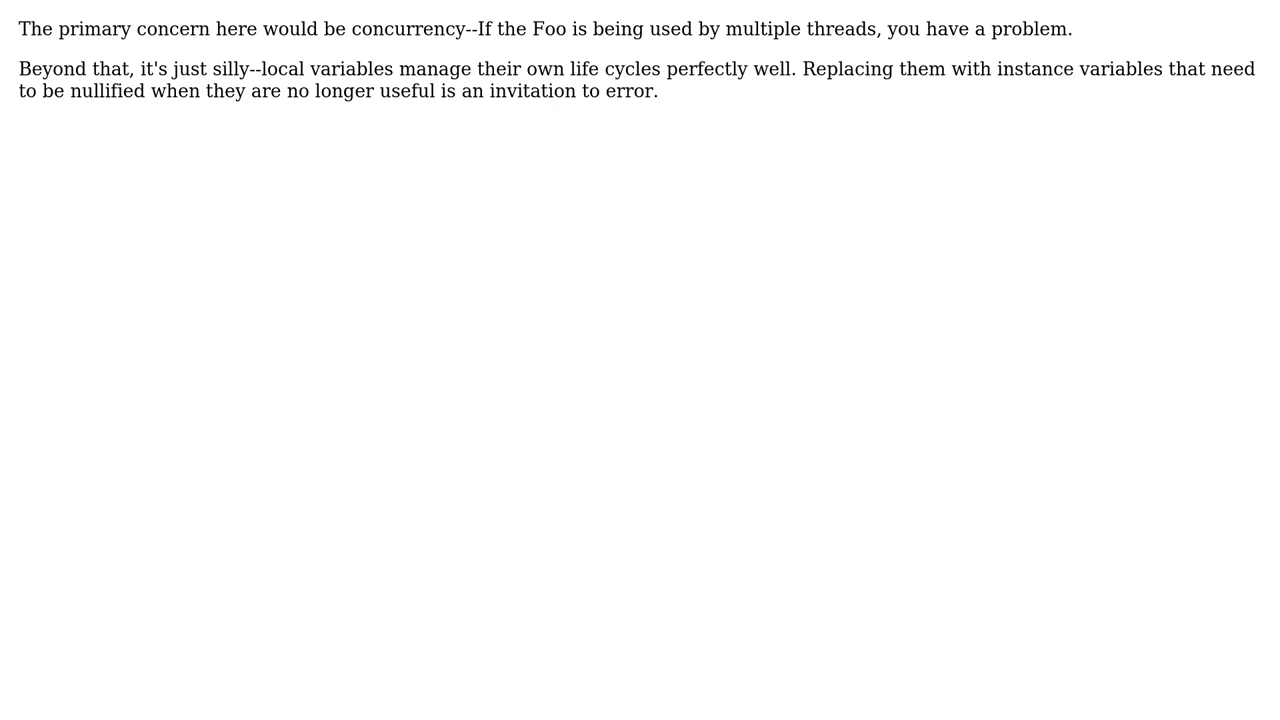 The primary concern here would be concurrency--If the Foo is being used by multiple threads, you have a problem.
Beyond that, it's just silly--local variables manage their own life cycles perfectly well. Replacing them with instance variables that need
to be nullified when they are no longer useful is an invitation to error.